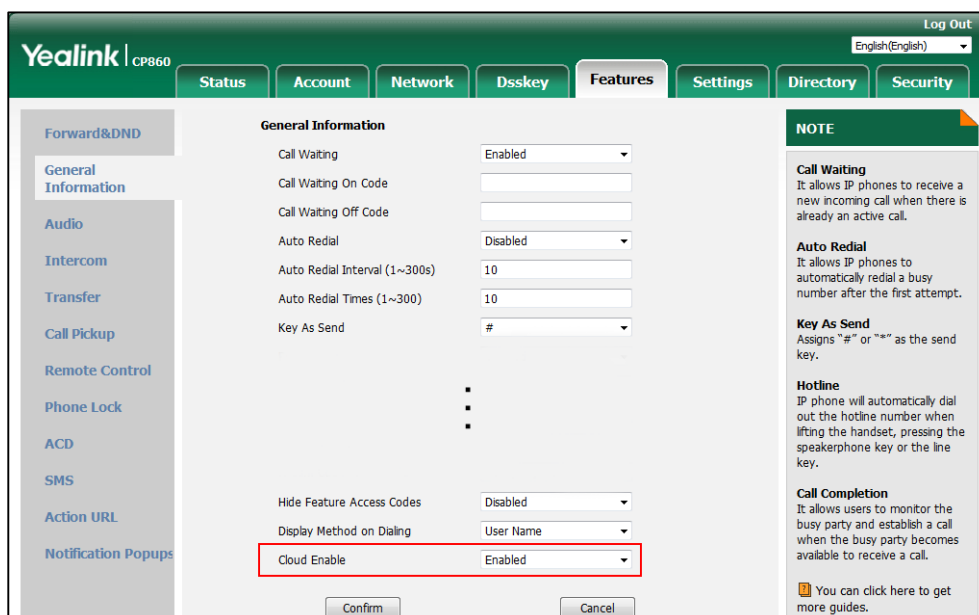 Log Out
Yealink CP860
English(English)
Status Account Network Dsskey Features Settings Directory Security
Forward&DND
General
Information
Audio
Intercom
Transfer
Call Pickup
Remote Control
Phone Lock
ACD
SMS
Action URL
Notification Popups
General Information
Call Waiting Enabled
Call Waiting On Code
Call Waiting Off Code
Auto Redial Disabled
Auto Redial Interval (1~300s) 10
Auto Redial Times (1~300) 10
Key As Send #
Hide Feature Access Codes Disabled
Display Method on Dialing User Name
Cloud Enable Enabled
Confirm Cancel
NOTE
Call Waiting
It allows IP phones to receive a
new incoming call when there is
already an active call.
Auto Redial
It allows IP phones to
automatically redial a busy
number after the first attempt.
Key As Send
Assigns "#" or "*" as the send
key.
Hotline
IP phone will automatically dial
out the hotline number when
lifting the handset, pressing the
speakerphone key or the line
key.
Call Completion
It allows users to monitor the
busy party and establish a call
when the busy party becomes
available to receive a call.
You can click here to get
more guides.